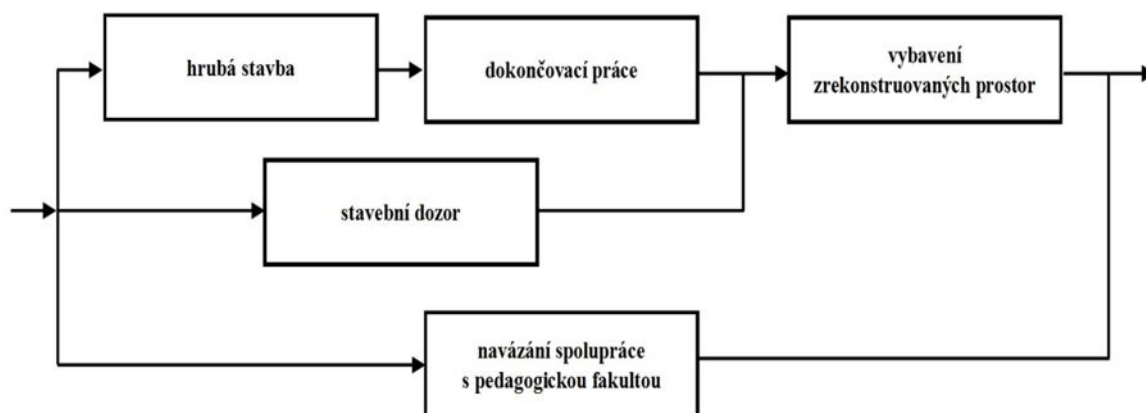 hrubá stavba
dokončovací práce
vybavení
zrekonstruovaných prostor
stavební dozor
navázání spolupráce
s pedagogickou fakultou